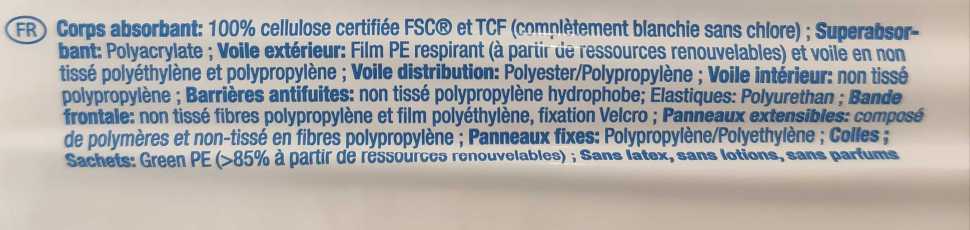 FR Corps absorbant: 100% cellulose certifiée FSC® et TCF (complètement blanchie sans chlore) ; Superabsor-
bant: Polyacrylate ; Voile extérieur: Film PE respirant (à partir de ressources renouvelables) et voile en non
tissé polyéthylène et polypropylène ; Voile distribution: Polyester/Polypropylène ; Voile intérieur: non tissé
polypropylène ; Barrières antifuites: non tissé polypropylène hydrophobe; Elastiques: Polyurethan ; Bande
frontale: non tissé fibres polypropylène et film polyéthylène, fixation Velcro ; Panneaux extensibles: composé
de polymères et non-tissé en fibres polypropylène ; Panneaux fixes: Polypropylène/Polyethylène ; Colles ;
Sachets: Green PE (>85% à partir de ressources renouvelables) ; Sans latex, sans lotions, sans parfums